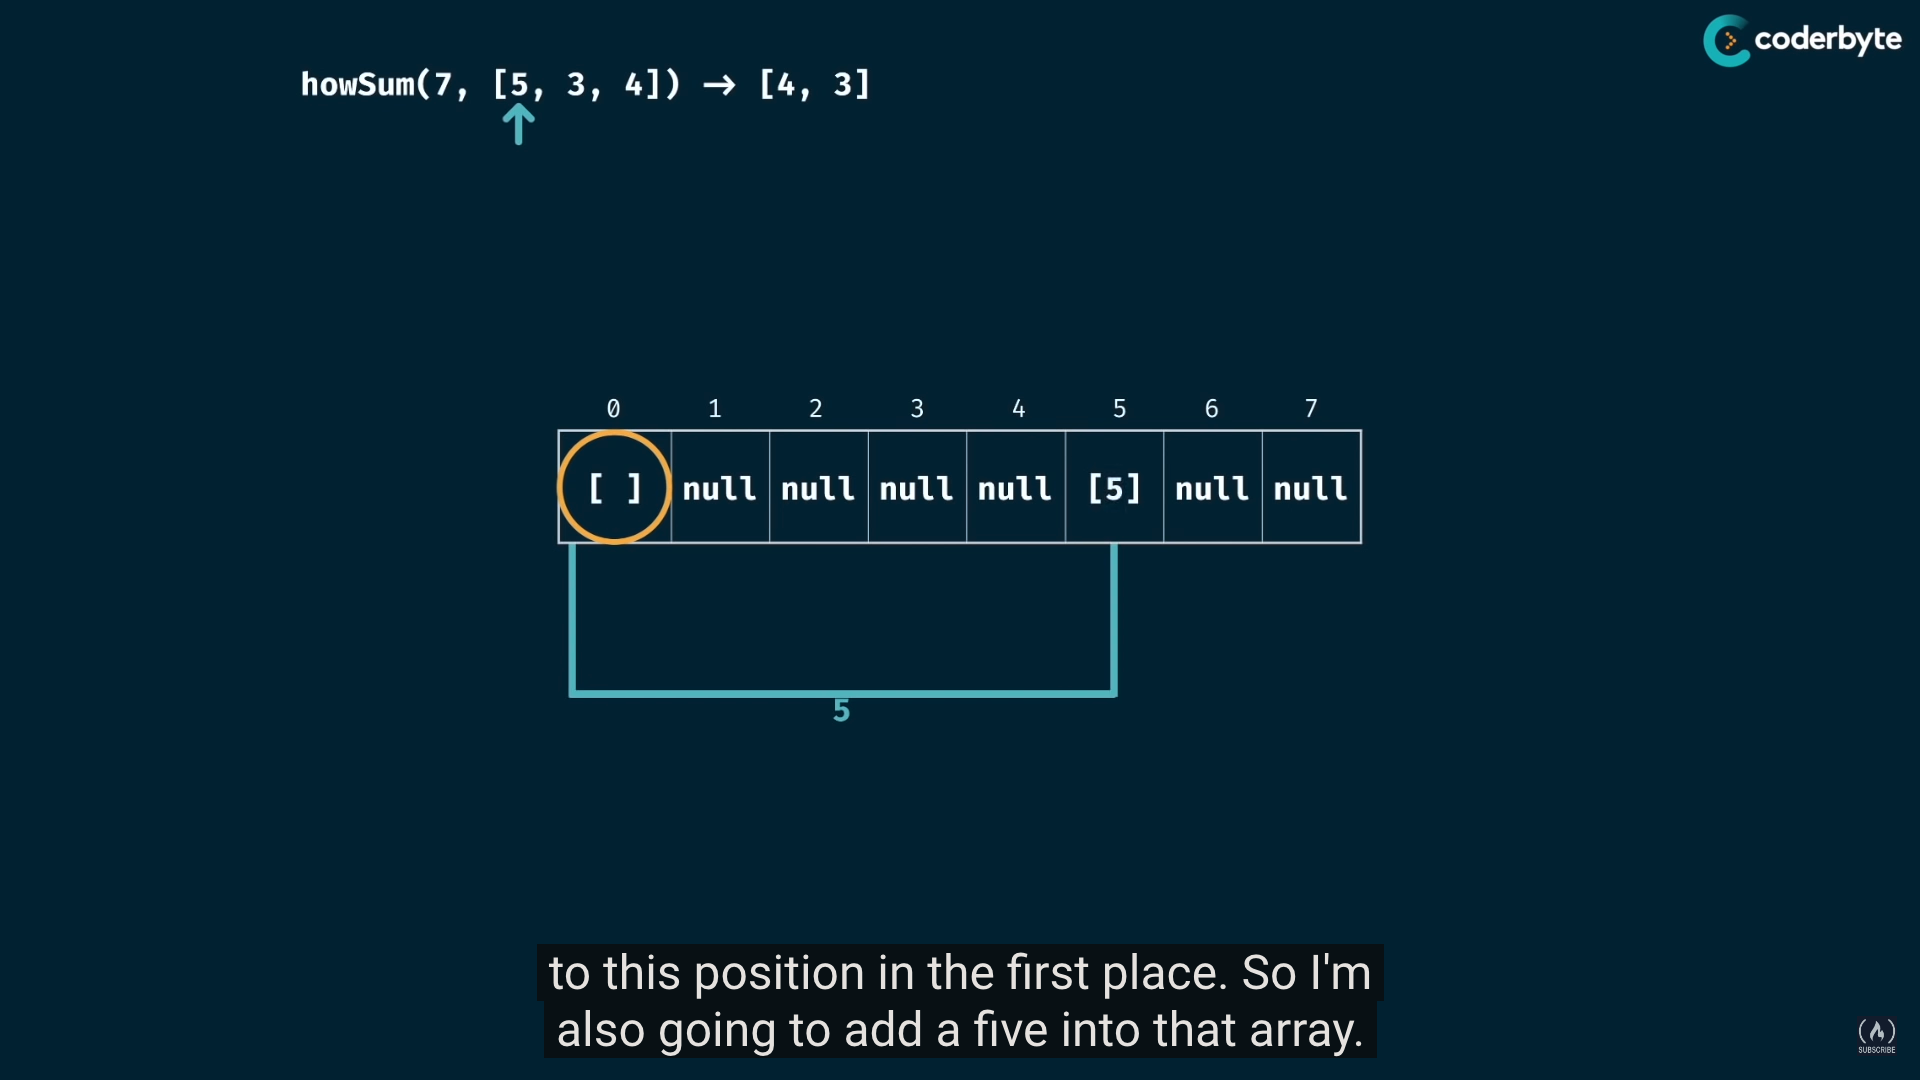 coderbyte
howSum(7, [5, 3, 4]) → [4, 3]
0 1 2 3 4 5 6 7
[ ] null null null null [5] null null
5
to this position in the first place. So I'm
also going to add a five into that array.
SUBSCRIBE